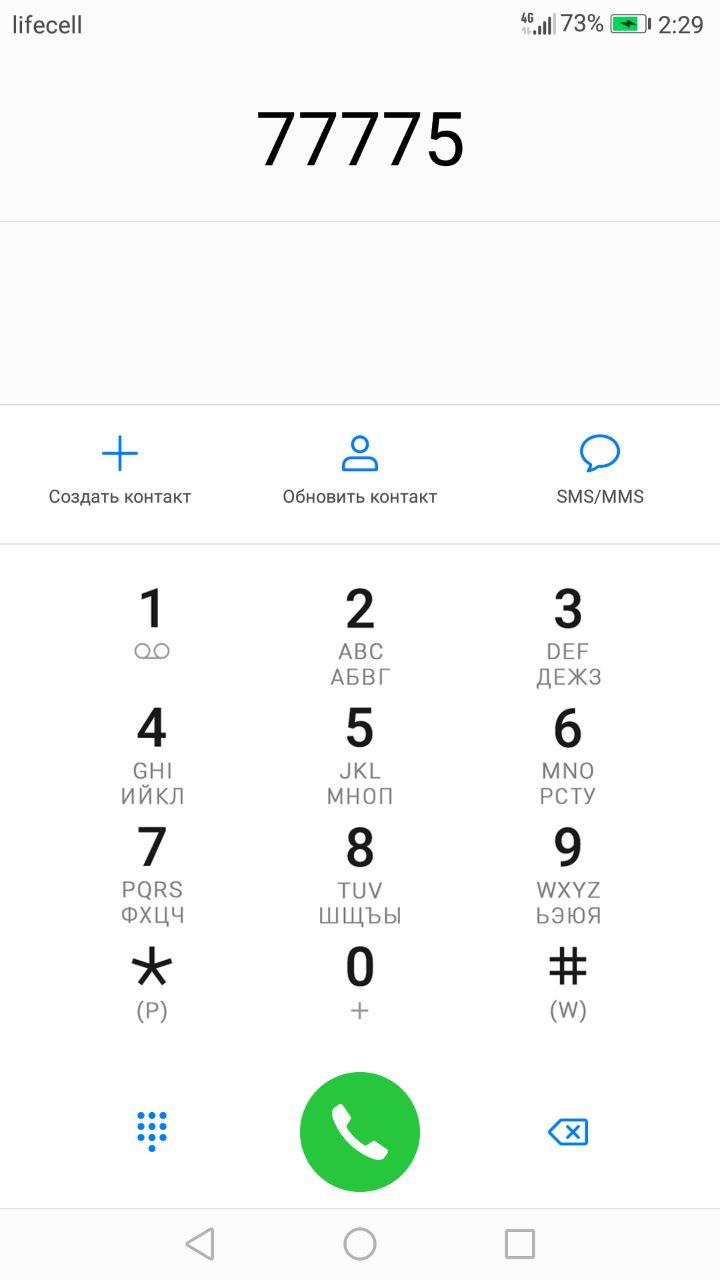 lifecell 4G 73% 2:29
77775
Создать контакт Обновить контакт SMS/MMS
1 2 3
ABC DEF
АБВГ ДЕЖЗ
4 5 6
GHI JKL MNO
ИЙКЛ МНОП РСТУ
7 8 9
PQRS TUV WXYZ
ФХЦЧ ШЩЪЫ ЬЭЮЯ
* 0 #
(P) + (W)